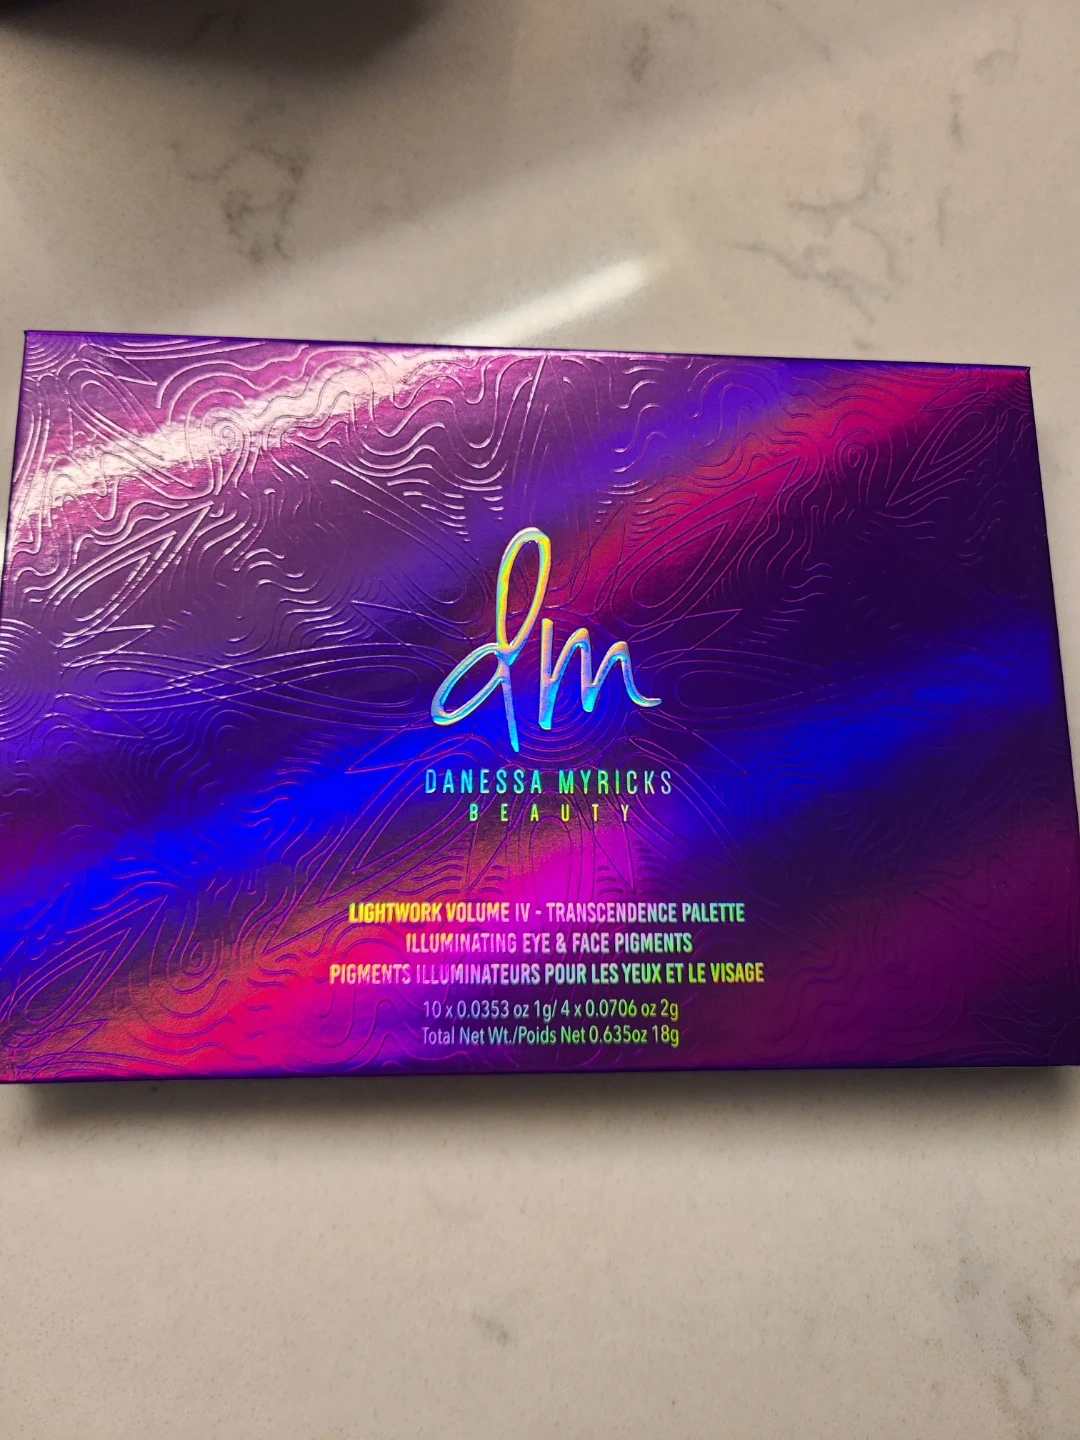 dm
DANESSA MYRICKS
BEAUTY
LIGHTWORK VOLUME IV - TRANSCENDENCE PALETTE
ILLUMINATING EYE & FACE PIGMENTS
PIGMENTS ILLUMINATEURS POUR LES YEUX ET LE VISAGE
10 x 0.0353 oz 1g/ 4 x 0.0706 oz 2g
Total Net Wt./Poids Net 0.635oz 18g